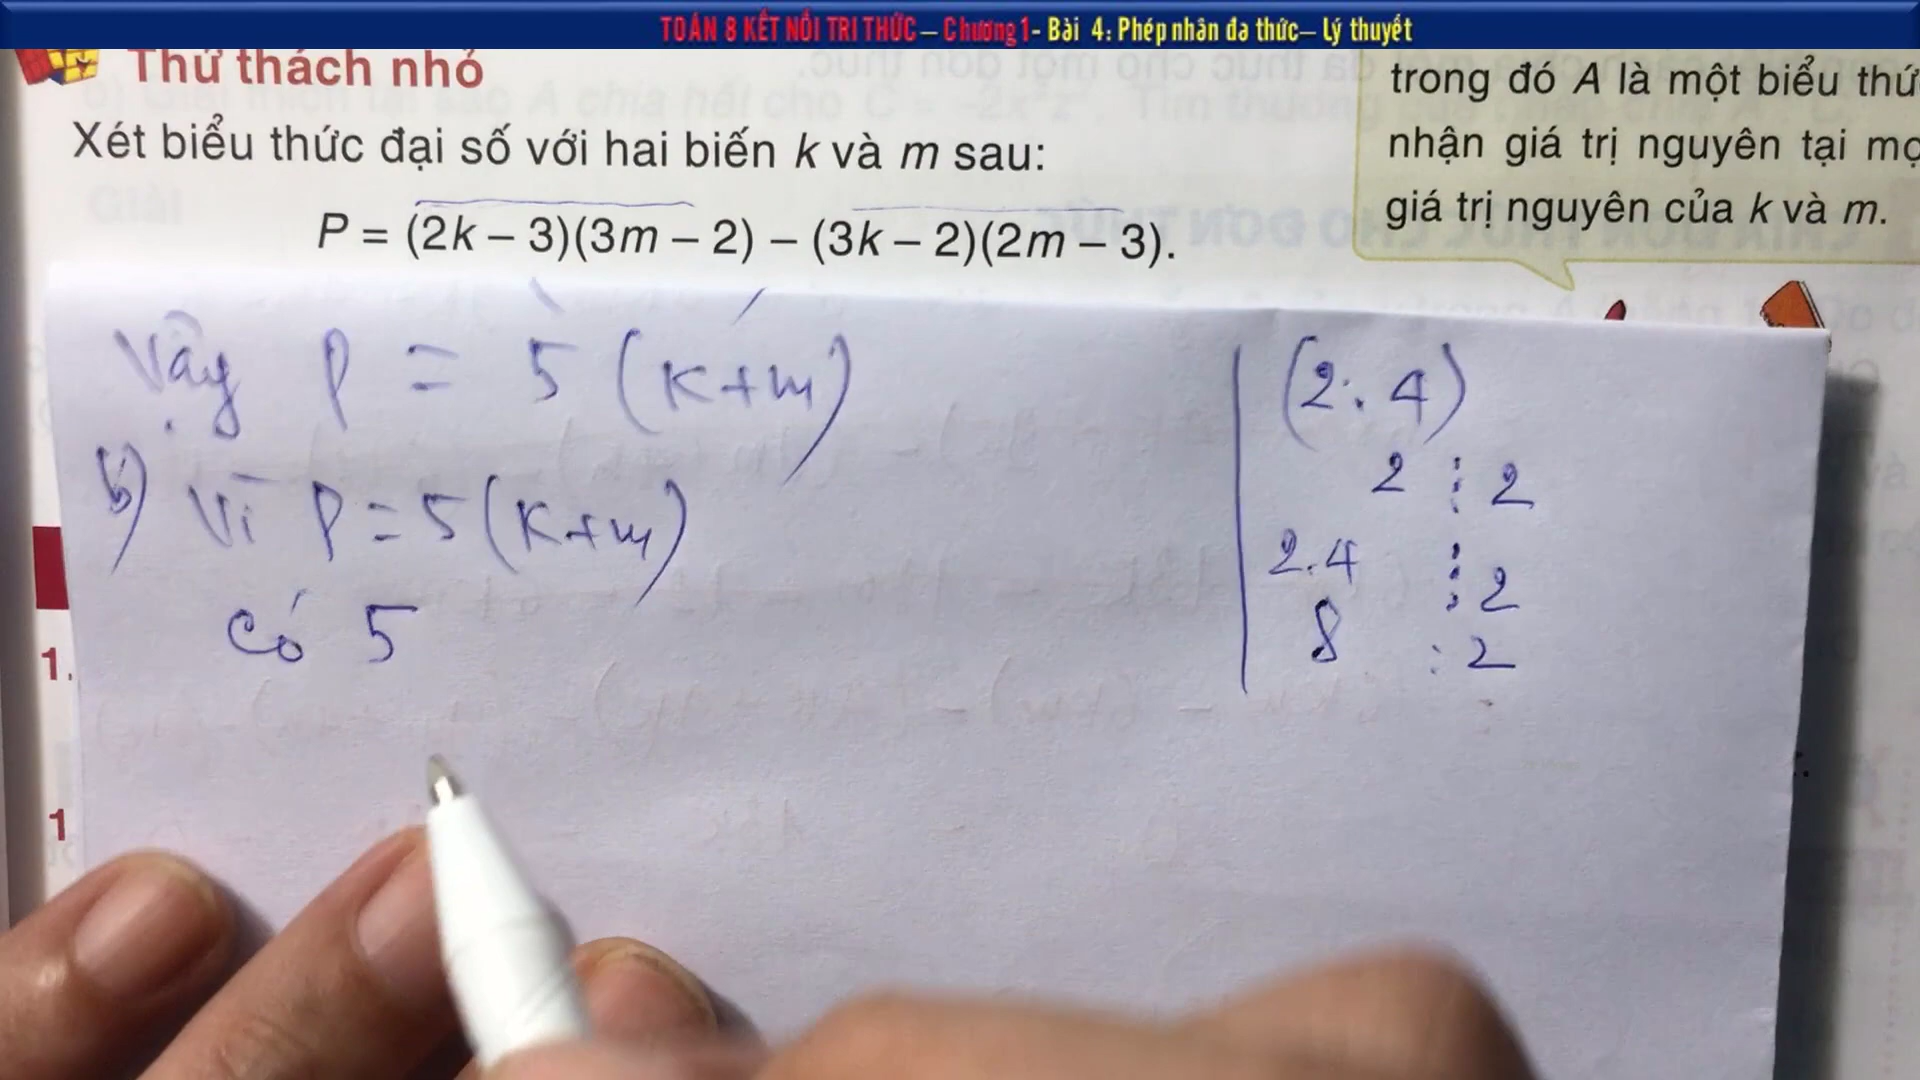 TOÁN 8 KẾT NỐI TRI THỨC – Chương 1 - Bài 4: Phép nhân đa thức– Lý thuyết
Thử thách nhỏ
Xét biểu thức đại số với hai biến k và m sau:
P = (2k – 3)(3m – 2) – (3k – 2)(2m – 3).
trong đó A là một biểu
nhận giá trị nguyên tại
giá trị nguyên của k và m.
Vậy P = 5 (k+m)
b) Vì P = 5 (k+m)
có 5
(2. 4)
2 ⋮ 2
2.4 ⋮ 2
8 : 2
1.
1